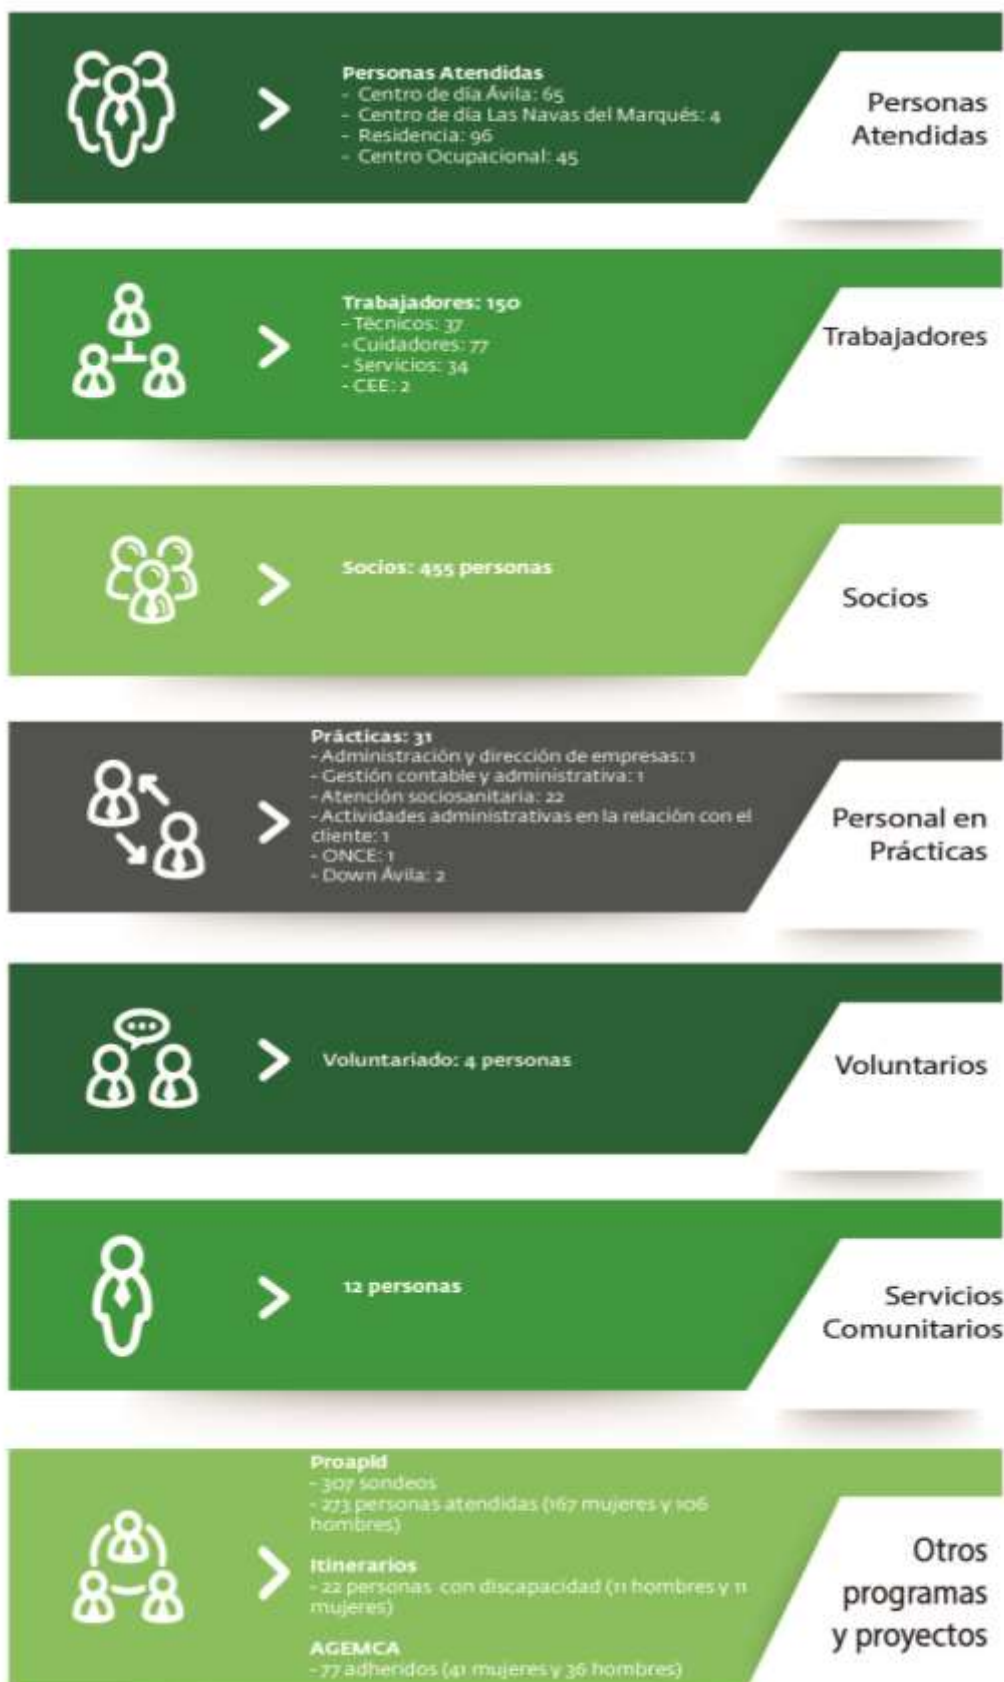 Personas Atendidas
- Centro de día Ávila: 65
- Centro de día Las Navas del Marqués: 4
- Residencia: 96
- Centro Ocupacional: 45
Personas
Atendidas
Trabajadores: 150
- Técnicos: 37
- Cuidadores: 77
- Servicios: 34
- CEE: 2
Trabajadores
Socios: 455 personas
Socios
Prácticas: 31
- Administración y dirección de empresas: 1
- Gestión contable y administrativa: 1
- Atención sociosanitaria: 22
- Actividades administrativas en la relación con el
cliente: 1
- ONCE: 1
- Down Ávila: 2
Personal en
Prácticas
Voluntariado: 4 personas
Voluntarios
12 personas
Servicios
Comunitarios
Proapid
- 307 sondeos
- 273 personas atendidas (167 mujeres y 106
hombres)
Itinerarios
- 22 personas con discapacidad (11 hombres y 11
mujeres)
AGEMCA
- 77 adheridos (41 mujeres y 36 hombres)
Otros
programas
y proyectos